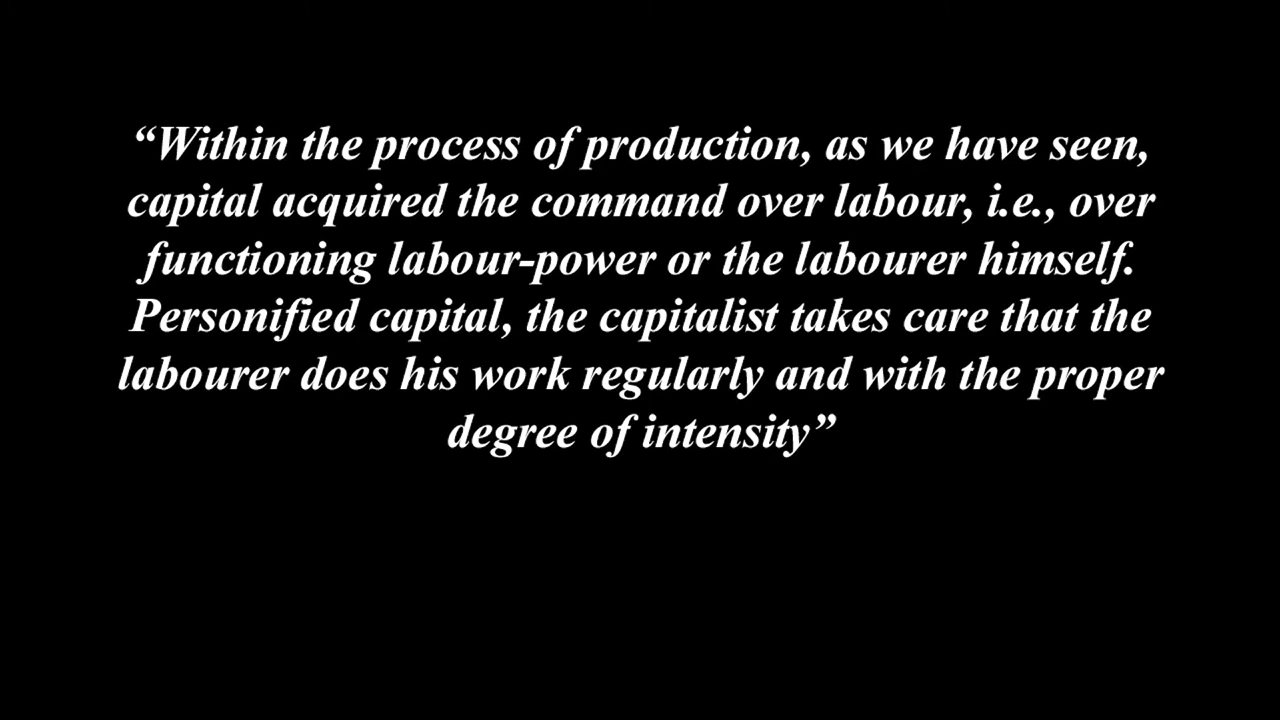 “Within the process of production, as we have seen,
capital acquired the command over labour, i.e., over
functioning labour-power or the labourer himself.
Personified capital, the capitalist takes care that the
labourer does his work regularly and with the proper
degree of intensity”